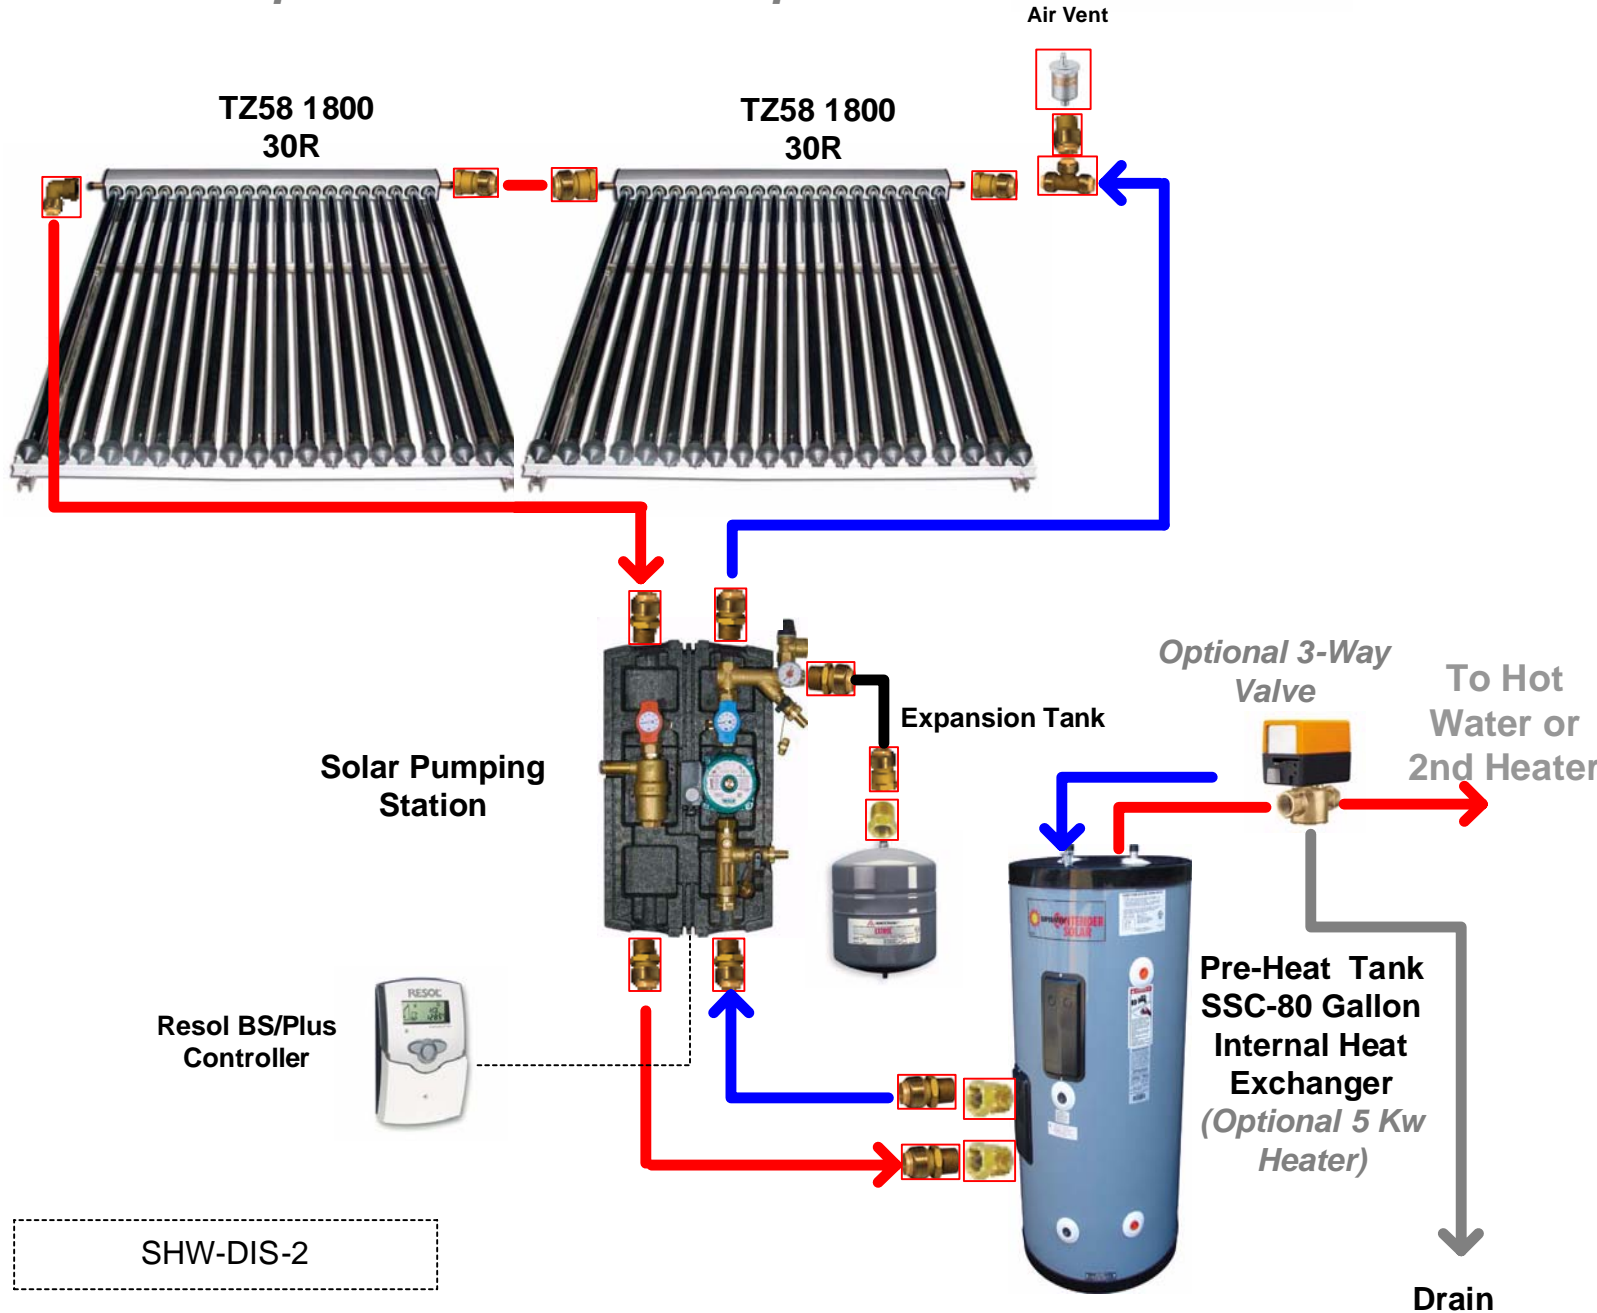 Air Vent
TZ58 1800
30R
TZ58 1800
30R
Optional 3-Way
Valve
To Hot
Water or
2nd Heater
Expansion Tank
Solar Pumping
Station
SOLAR
Pre-Heat Tank
SSC-80 Gallon
Internal Heat
Exchanger
(Optional 5 Kw
Heater)
RESOL
Resol BS/Plus
Controller
SHW-DIS-2
Drain